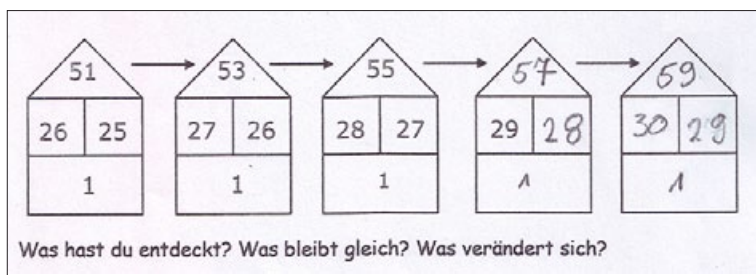 51 53 55 57 59
26 25 27 26 28 27 29 28 30 29
1 1 1 1 1
Was hast du entdeckt? Was bleibt gleich? Was verändert sich?